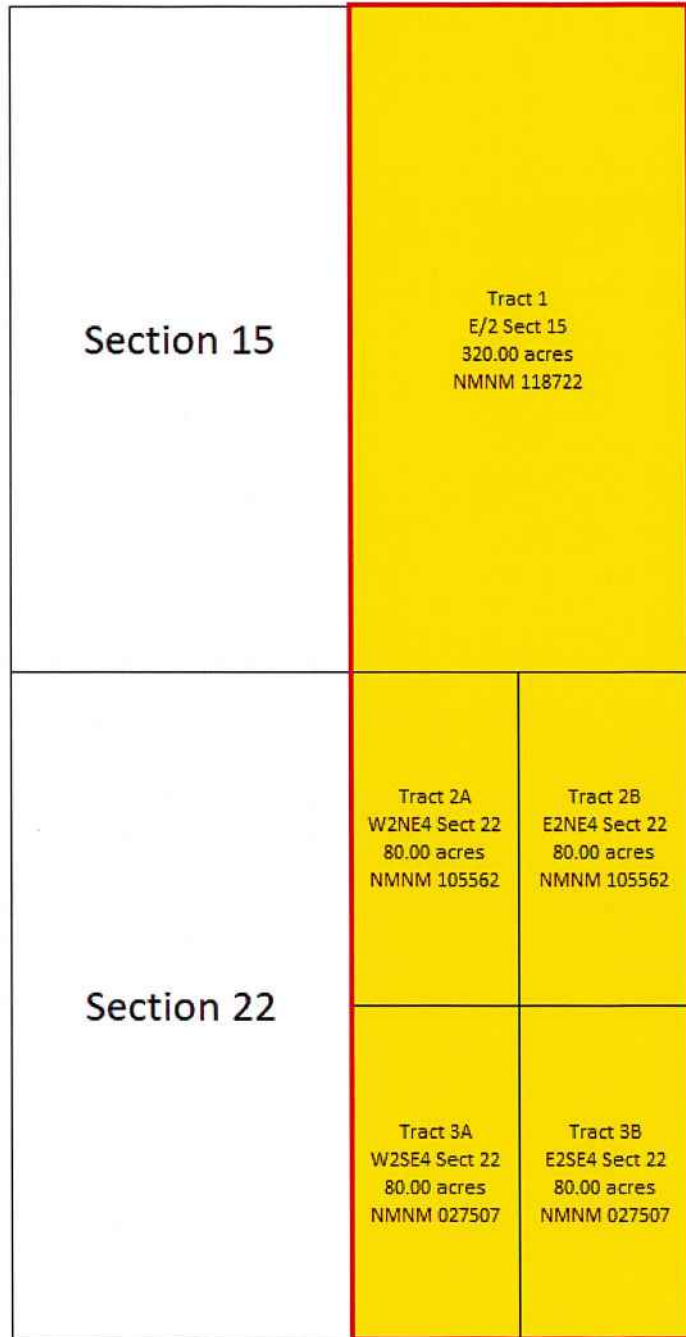 Section 15
Tract 1
E/2 Sect 15
320.00 acres
NMNM 118722
Section 22
Tract 2A
W2NE4 Sect 22
80.00 acres
NMNM 105562
Tract 2B
E2NE4 Sect 22
80.00 acres
NMNM 105562
Tract 3A
W2SE4 Sect 22
80.00 acres
NMNM 027507
Tract 3B
E2SE4 Sect 22
80.00 acres
NMNM 027507